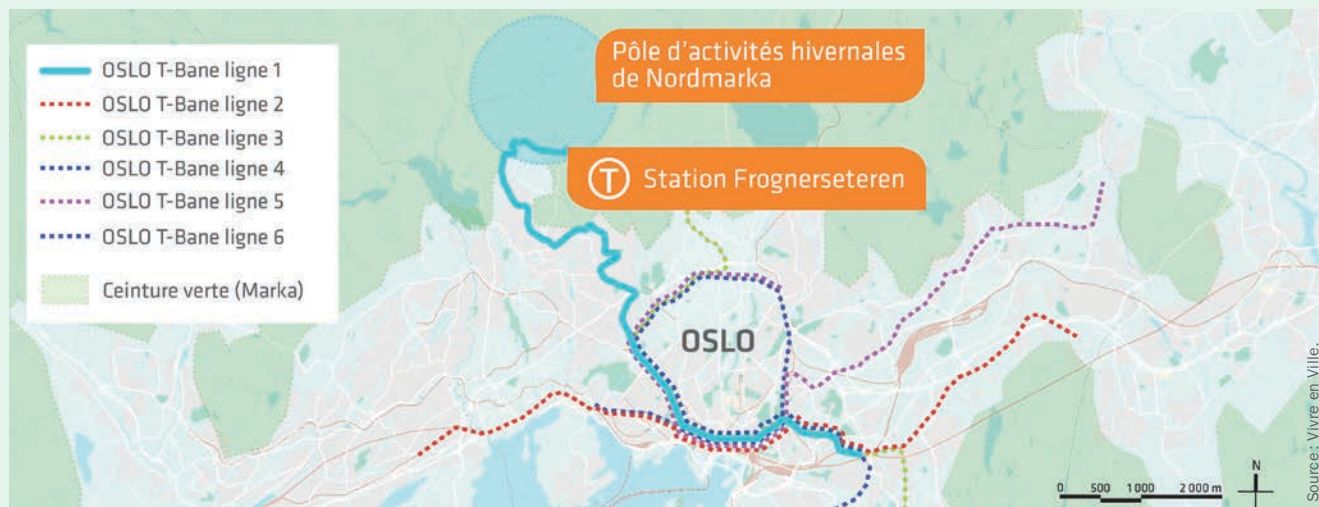 OSLO T-Bane ligne 1
OSLO T-Bane ligne 2
OSLO T-Bane ligne 3
OSLO T-Bane ligne 4
OSLO T-Bane ligne 5
OSLO T-Bane ligne 6
Ceinture verte (Marka)
Pôle d'activités hivernales
de Nordmarka
T Station Frognerseteren
OSLO
0 500 1 000 2 000 m
N
Source : Vivre en Ville.